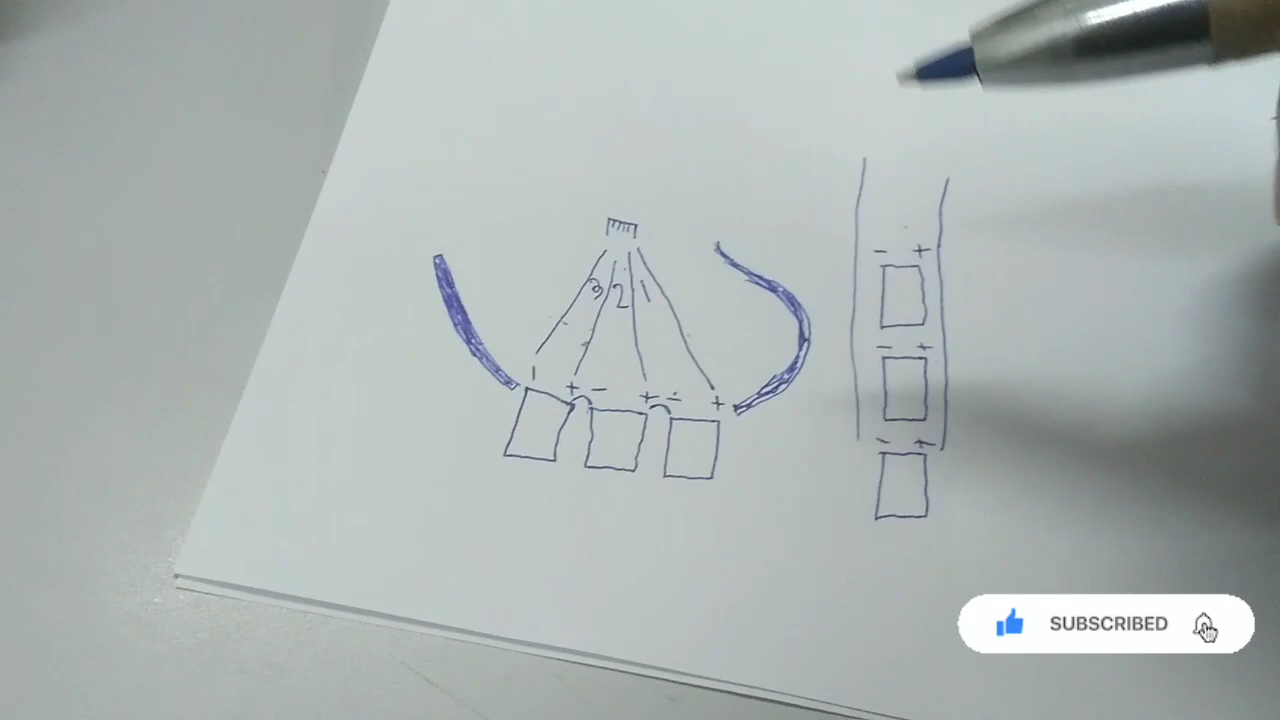 3 2 1
- + - + - +
- +
- +
- +
SUBSCRIBED